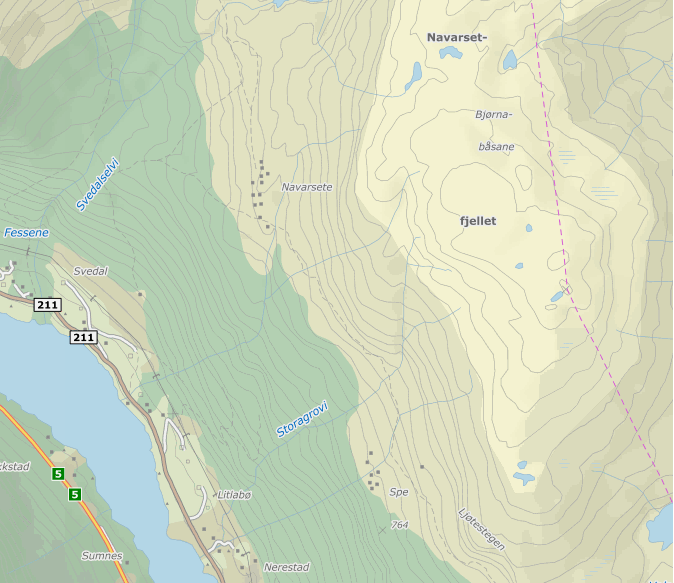 Navarset-
Bjørna-
båsane
Svedalselvi
Navarsete
fjellet
Fessene
Svedal
211
211
Storagrovi
5
5
Litlabø
Spe
764
Ljøtestegen
Sumnes
Nerestad